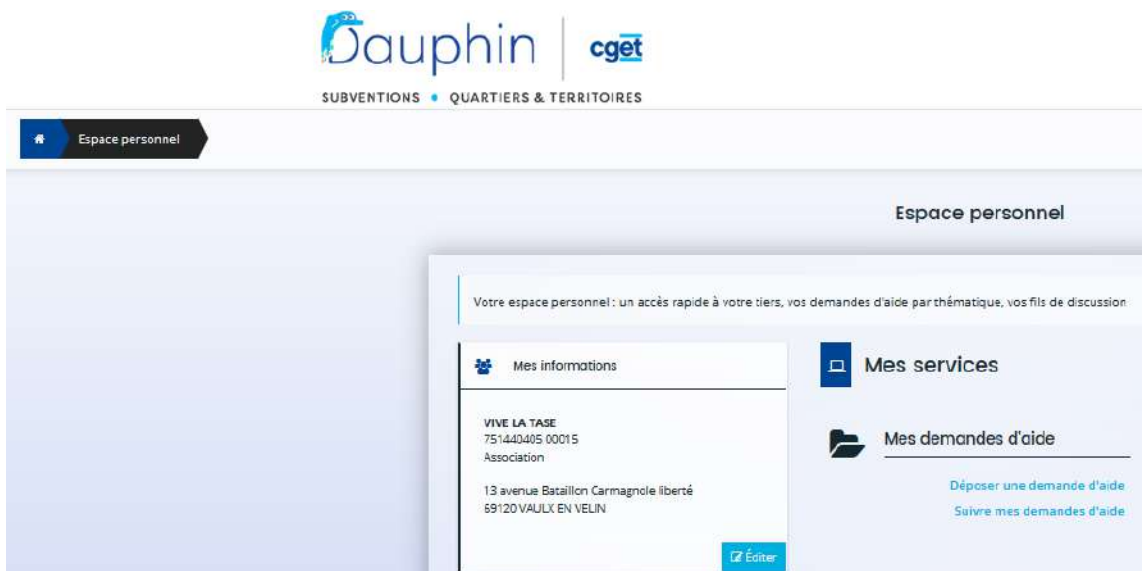 Dauphin
cget
SUBVENTIONS • QUARTIERS & TERRITOIRES
Espace personnel
Espace personnel
Votre espace personnel : un accès rapide à votre tiers, vos demandes d'aide par thématique, vos fils de discussion
Mes informations
VIVE LA TASE
751440405 00015
Association
13 avenue Bataillon Carmagnole liberté
69120 VAULX EN VELIN
Éditer
Mes services
Mes demandes d'aide
Déposer une demande d'aide
Suivre mes demandes d'aide